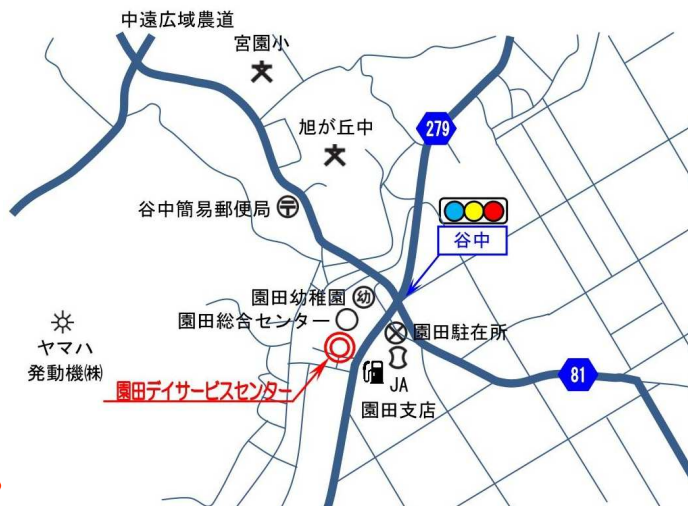 中遠広域農道
宮園小
旭が丘中
279
谷中簡易郵便局
谷中
園田幼稚園
幼
園田総合センター
園田駐在所
ヤマハ
発動機㈱
園田デイサービスセンター
JA
園田支店
81